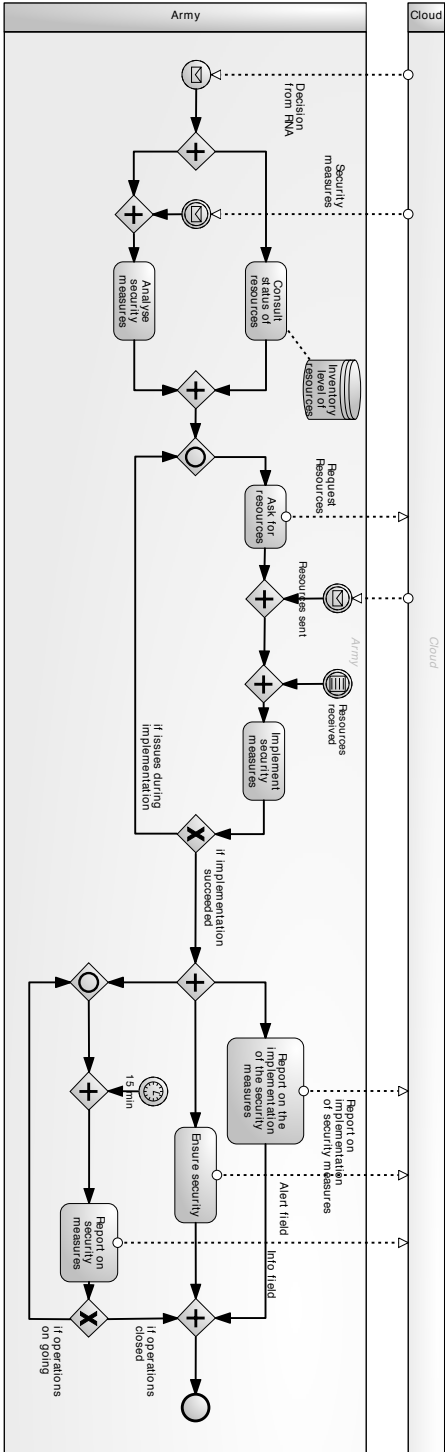 Army
Cloud
Decision
from RNA
Security
measures
Consult
status of
resources
Analyse
security
measures
Inventory
level of
resources
Request
Resources
Ask for
resources
Resources sent
Army
Cloud
Resources
received
Implement
security
measures
if issues during
implementation
if implementation
succeeded
Report on the
implementation
of the security
measures
Report on
implementation
of security measures
15 min
Ensure security
Alert field
Info field
Report on
security
measures
if operations
closed
if operations
on going